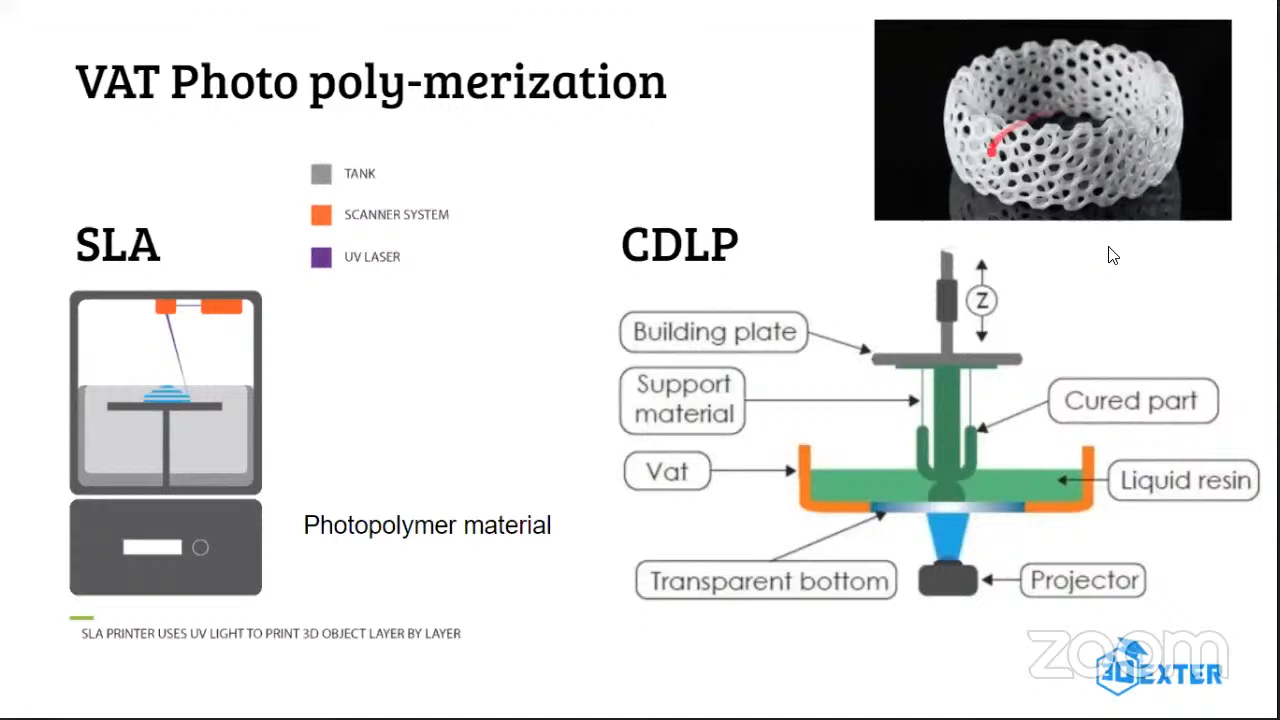 VAT Photo poly-merization
TANK
SCANNER SYSTEM
UV LASER
SLA
CDLP
Z
Building plate
Support
material
Cured part
Vat
Liquid resin
Photopolymer material
Transparent bottom
Projector
SLA PRINTER USES UV LIGHT TO PRINT 3D OBJECT LAYER BY LAYER
zoom
3DEXTER